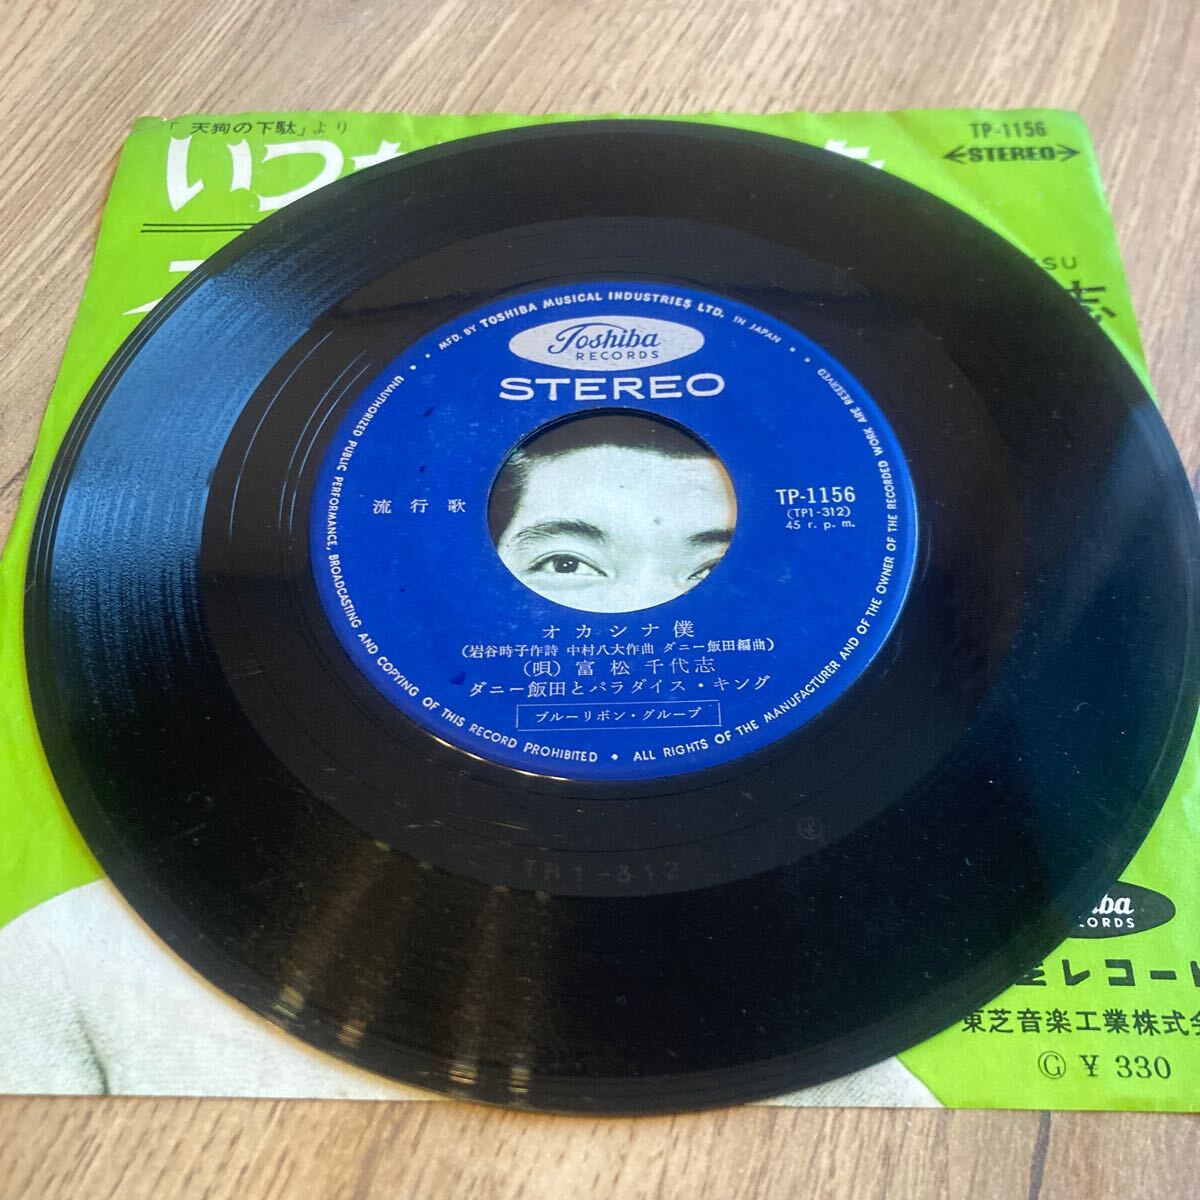 「天狗の下駄」より
TP-1156
STEREO
MFD. BY TOSHIBA MUSICAL INDUSTRIES LTD. IN JAPAN
Toshiba
RECORDS
STEREO
流行歌
TP-1156
(TP1-312)
45 r. p. m.
オカシナ僕
(岩谷時子作詩 中村八大作曲 ダニー飯田編曲)
(唄) 富松千代志
ダニー飯田とパラダイス・キング
ブルーリボン・グループ
UNAUTHORIZED PUBLIC PERFORMANCE, BROADCASTING AND COPYING OF THIS RECORD PROHIBITED • ALL RIGHTS OF THE MANUFACTURER AND OF THE OWNER OF THE RECORDED WORK ARE RESERVED
TR1-312
志
レコー
東芝音楽工業株式
Ⓖ ¥ 330